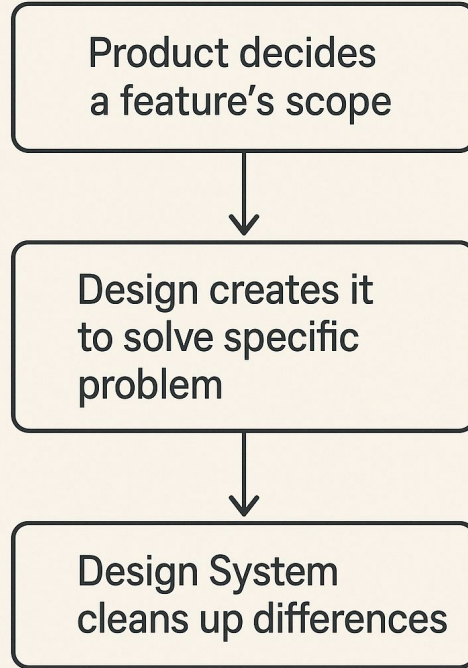 Product decides
a feature’s scope
Design creates it
to solve specific
problem
Design System
cleans up differences